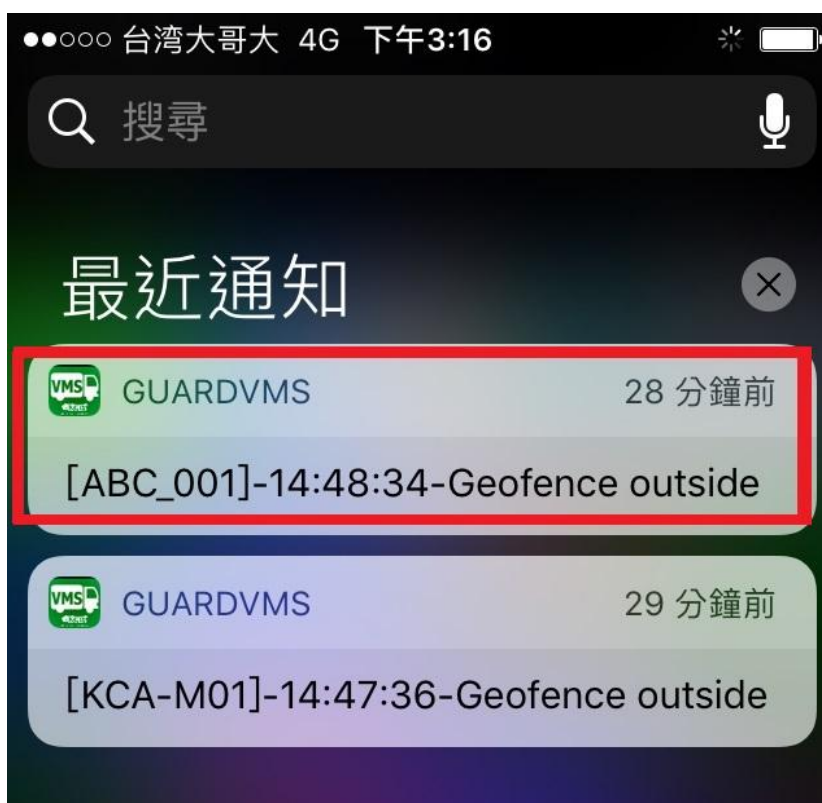 台湾大哥大 4G 下午3:16
搜尋
最近通知
VMS GUARDVMS 28 分鐘前
[ABC_001]-14:48:34-Geofence outside
VMS GUARDVMS 29 分鐘前
[KCA-M01]-14:47:36-Geofence outside